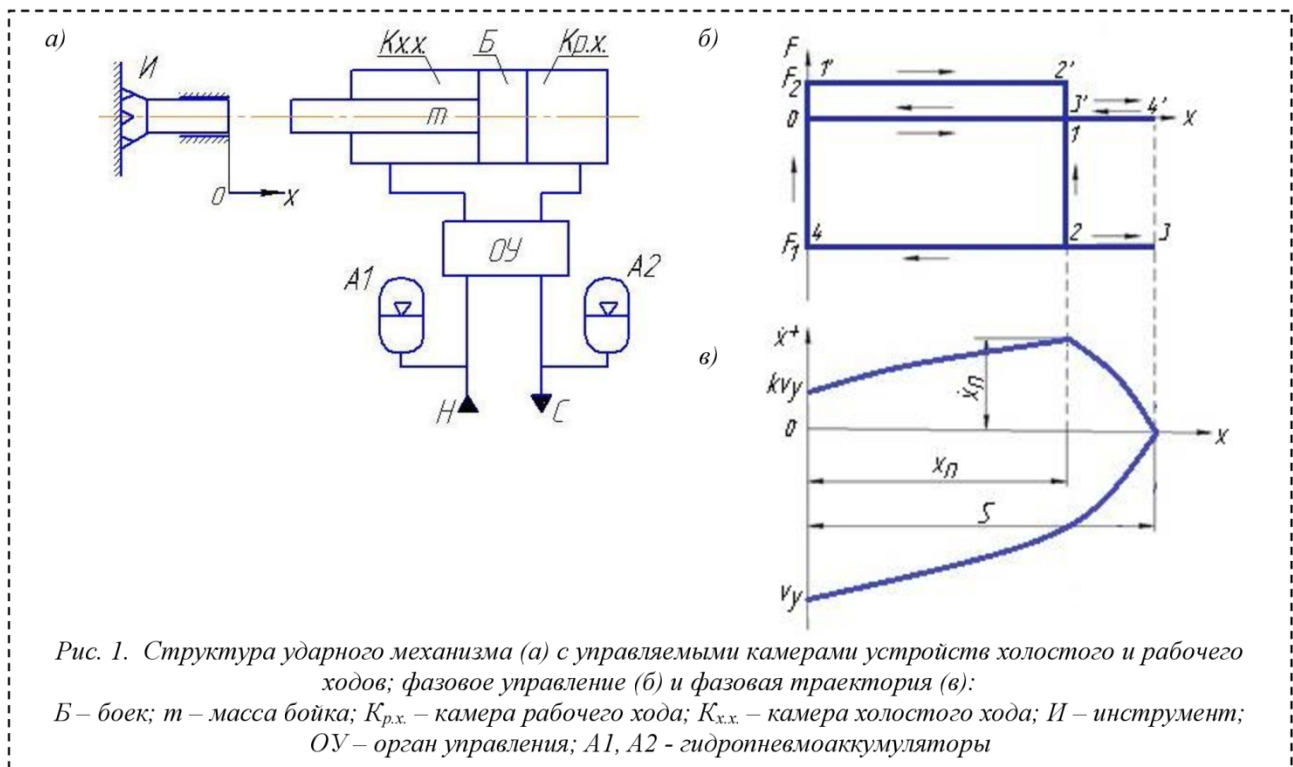 а)
Кх.х.
Б
Кр.х.
И
m
0
x
ОУ
А1
А2
Н
С
б)
F
F2
1'
2'
0
3'
4'
x
1
F1
4
2
3
в)
ẋ+
kvу
ẋп
0
x
xп
S
vу
Рис. 1. Структура ударного механизма (а) с управляемыми камерами устройств холостого и рабочего
ходов; фазовое управление (б) и фазовая траектория (в):
Б – боек; m – масса бойка; Кр.х. – камера рабочего хода; Кх.х. – камера холостого хода; И – инструмент;
ОУ – орган управления; А1, А2 - гидропневмоаккумуляторы